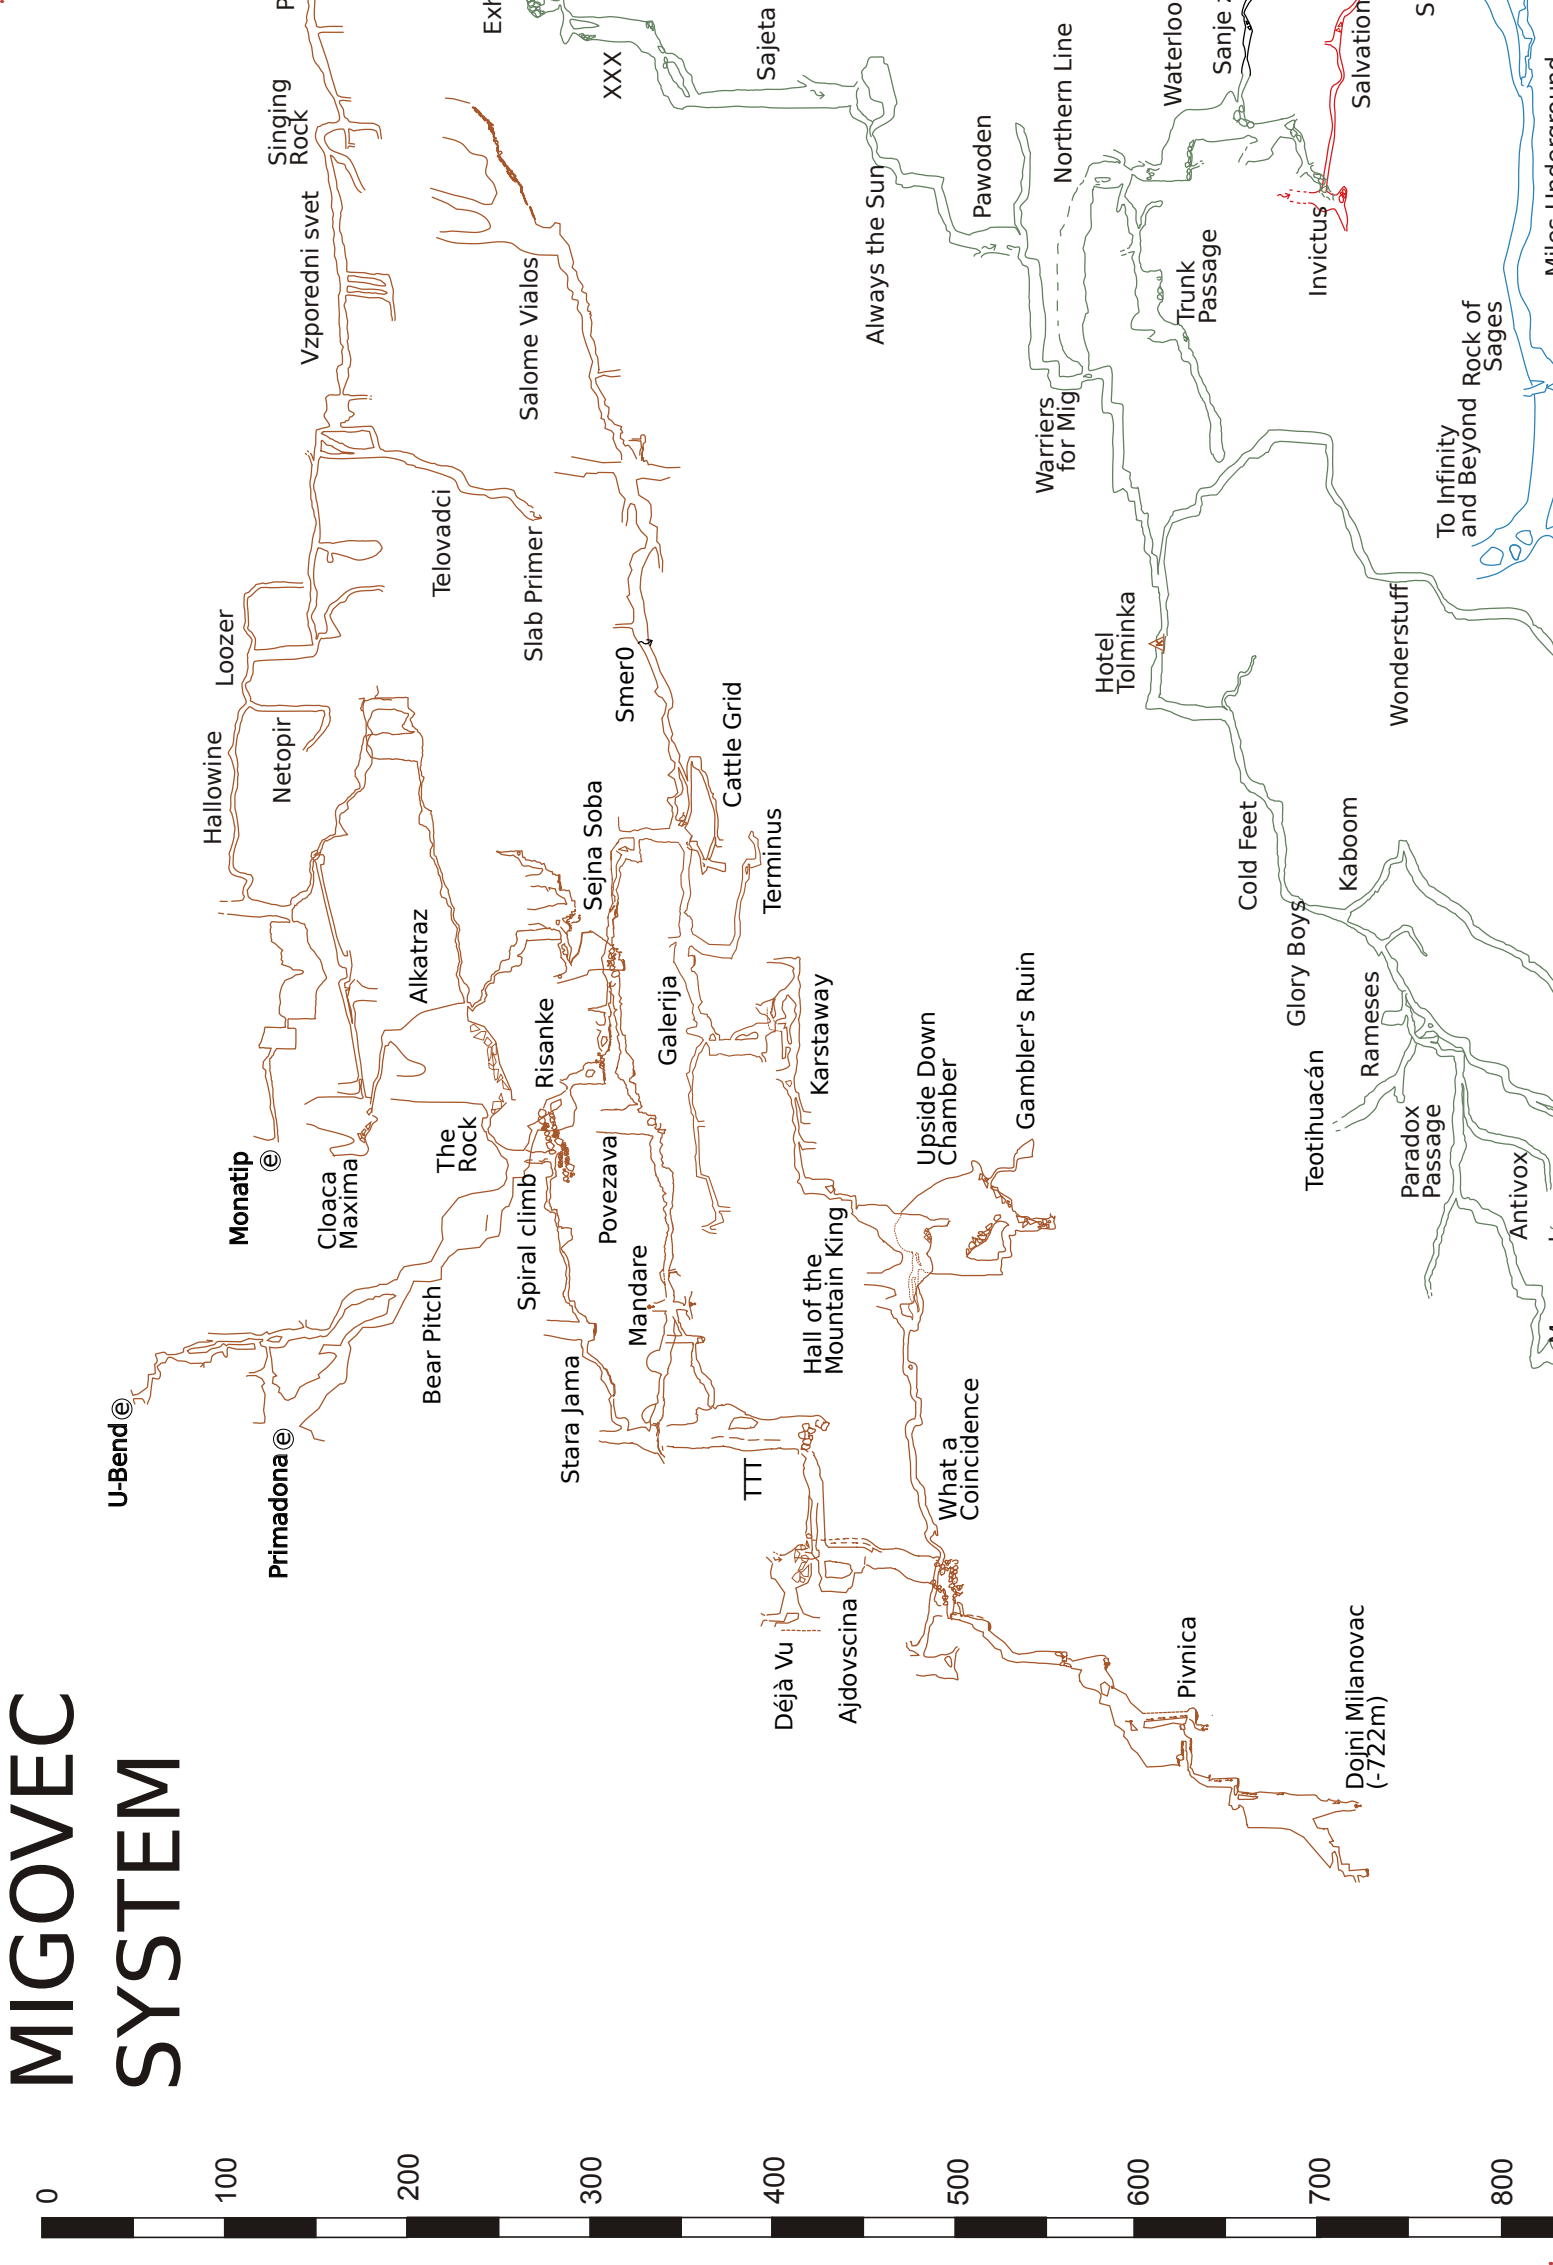 MIGOVEC
SYSTEM
0
100
200
300
400
500
600
700
800
U-Bend
e
Primadona
e
Monatip
e
Cloaca
Maxima
Bear Pitch
The
Rock
Alkatraz
Hallowine
Netopir
Loozer
Telovadci
Slab Primer
Vzporedni svet
Singing
Rock
Salome Vialos
Smer0
Cattle Grid
Terminus
Sejna Soba
Risanke
Galerija
Spiral climb
Povezava
Mandare
Stara Jama
TTT
Karstaway
Hall of the
Mountain King
Upside Down
Chamber
Gambler's Ruin
What a
Coincidence
Déjà Vu
Ajdovscina
Pivnica
Dojni Milanovac
(-722m)
XXX
Sajeta
Always the Sun
Pawoden
Northern Line
Waterloo
Sanje
Salvation
Invictus
Trunk
Passage
Warriers
for Mig
Hotel
Tolminka
Cold Feet
Glory Boys
Kaboom
Wonderstuff
Rameses
Teotihuacán
Paradox
Passage
Antivox
To Infinity
and Beyond
Rock of
Sages
Miles Underground